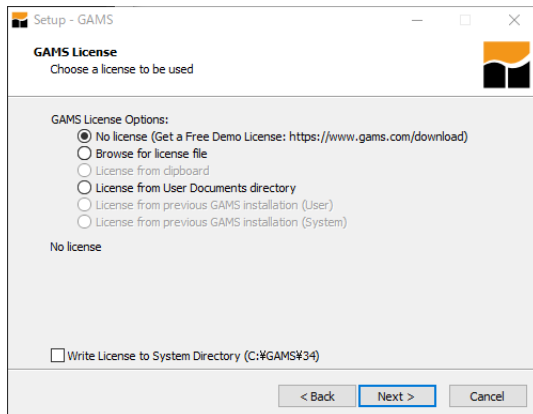 Setup - GAMS
GAMS License
Choose a license to be used
GAMS License Options:
No license (Get a Free Demo License: https://www.gams.com/download)
Browse for license file
License from clipboard
License from User Documents directory
License from previous GAMS installation (User)
License from previous GAMS installation (System)
No license
Write License to System Directory (C:¥GAMS¥34)
< Back Next > Cancel